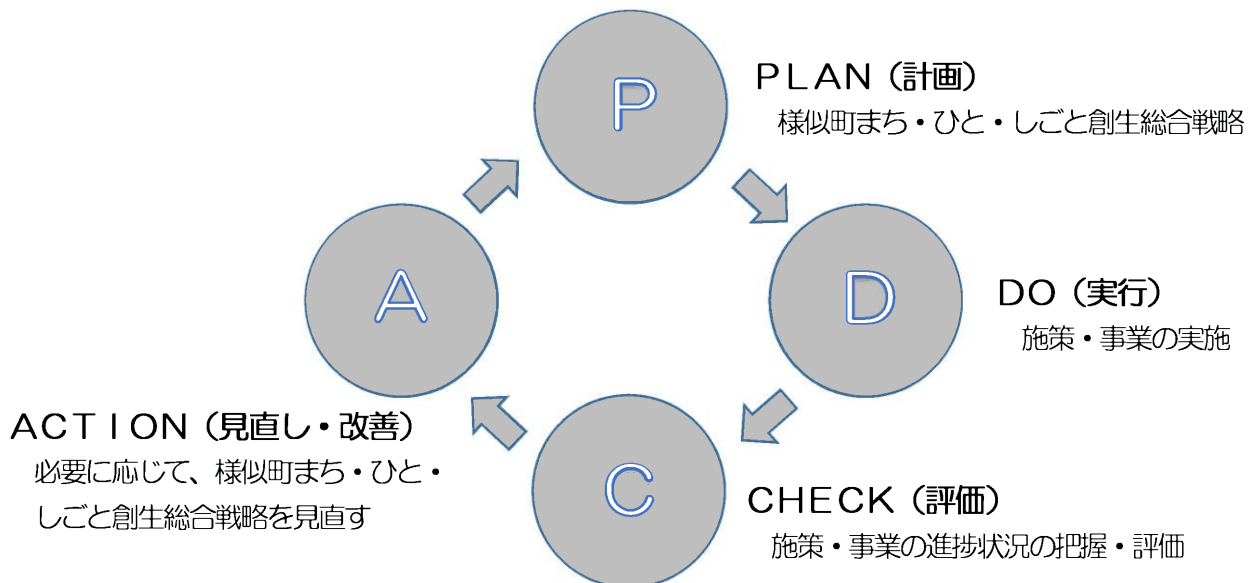 P
PLAN（計画）
様似町まち・ひと・しごと創生総合戦略
D
DO（実行）
施策・事業の実施
C
CHECK（評価）
施策・事業の進捗状況の把握・評価
A
ACTION（見直し・改善）
必要に応じて、様似町まち・ひと・
しごと創生総合戦略を見直す